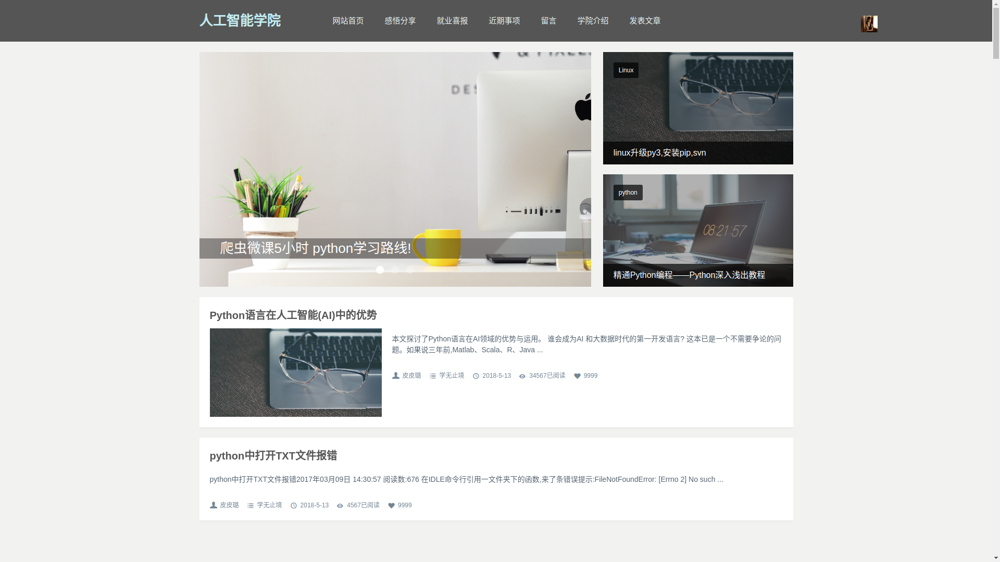 人工智能学院
网站首页 感悟分享 就业喜报 近期事项 留言 学院介绍 发表文章
& PIXELS
DES
爬虫微课5小时 python学习路线!
Linux
linux升级py3,安装pip,svn
python
08:21:57
精通Python编程——Python深入浅出教程
Python语言在人工智能(AI)中的优势
本文探讨了Python语言在AI领域的优势与运用。 谁会成为AI 和大数据时代的第一开发语言? 这本已是一个不需要争论的问
题。如果说三年前,Matlab、Scala、R、Java ...
皮皮璐 学无止境 2018-5-13 34567已阅读 9999
python中打开TXT文件报错
python中打开TXT文件报错2017年03月09日 14:30:57 阅读数:676 在IDLE命令行引用一文件夹下的函数,来了条错误提示:FileNotFoundError: [Errno 2] No such ...
皮皮璐 学无止境 2018-5-13 4567已阅读 9999